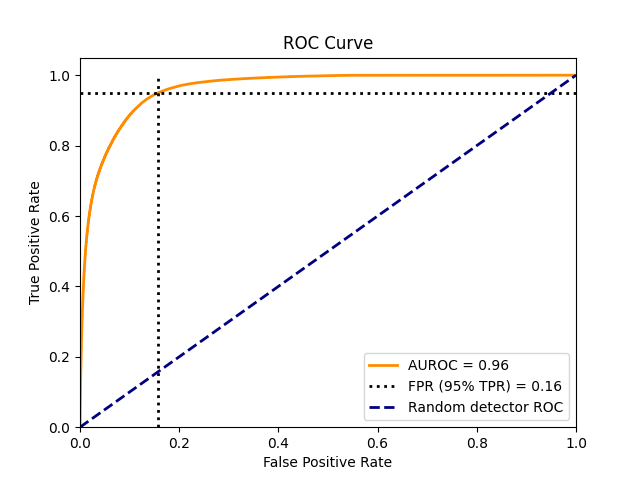 ROC Curve
True Positive Rate
1.0
0.8
0.6
0.4
0.2
0.0
AUROC = 0.96
FPR (95% TPR) = 0.16
Random detector ROC
0.0 0.2 0.4 0.6 0.8 1.0
False Positive Rate